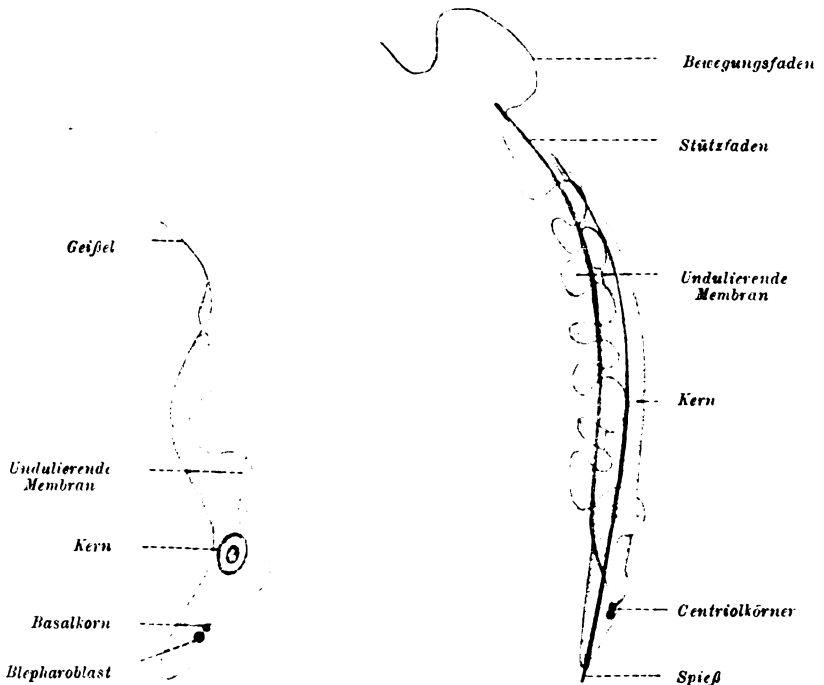 Bewegungsfaden
Stützfaden
Geißel
Undulierende
Membran
Kern
Undulierende
Membran
Kern
Basalkorn
Blepharoblast
Centriolkörner
Spieß